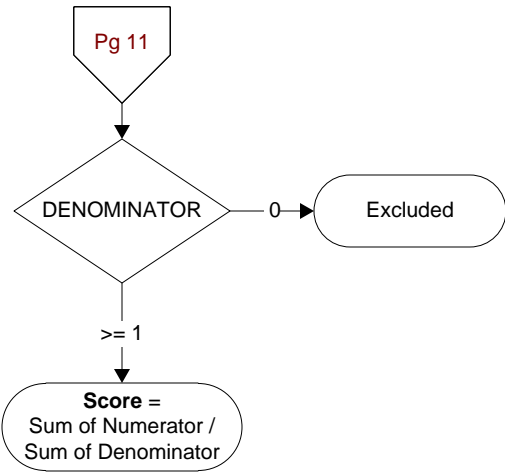 Pg 11
DENOMINATOR
0
Excluded
>= 1
Score =
Sum of Numerator /
Sum of Denominator